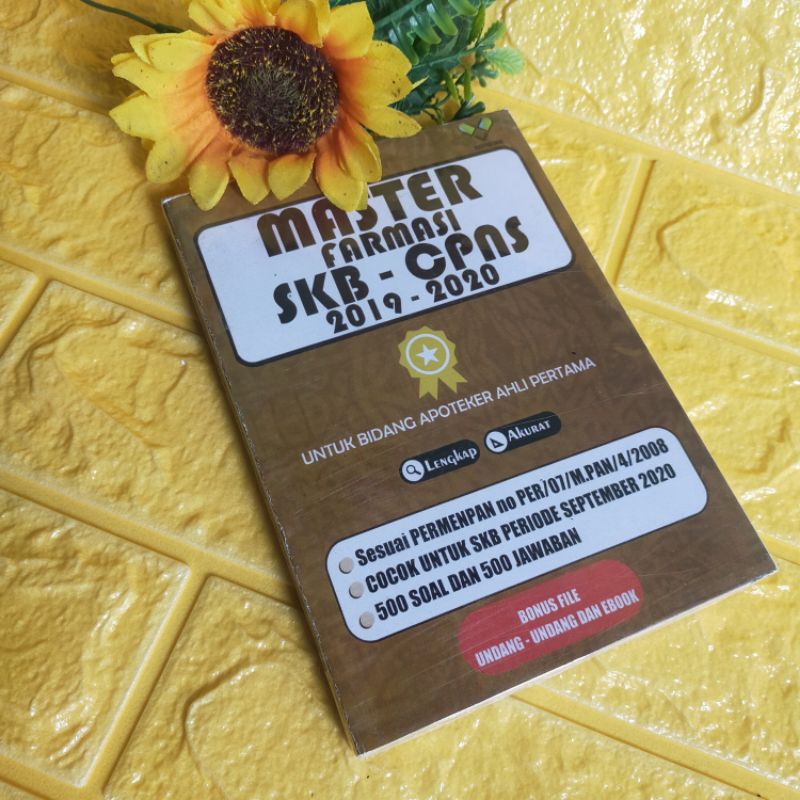 MASTER
FARMASI
SKB - CPNS
2019 - 2020
UNTUK BIDANG APOTEKER AHLI PERTAMA
LENGKAP
AKURAT
Sesuai PERMENPAN no PER/07/M.PAN/4/2008
COCOK UNTUK SKB PERIODE SEPTEMBER 2020
500 SOAL DAN 500 JAWABAN
BONUS FILE
UNDANG - UNDANG DAN EBOOK